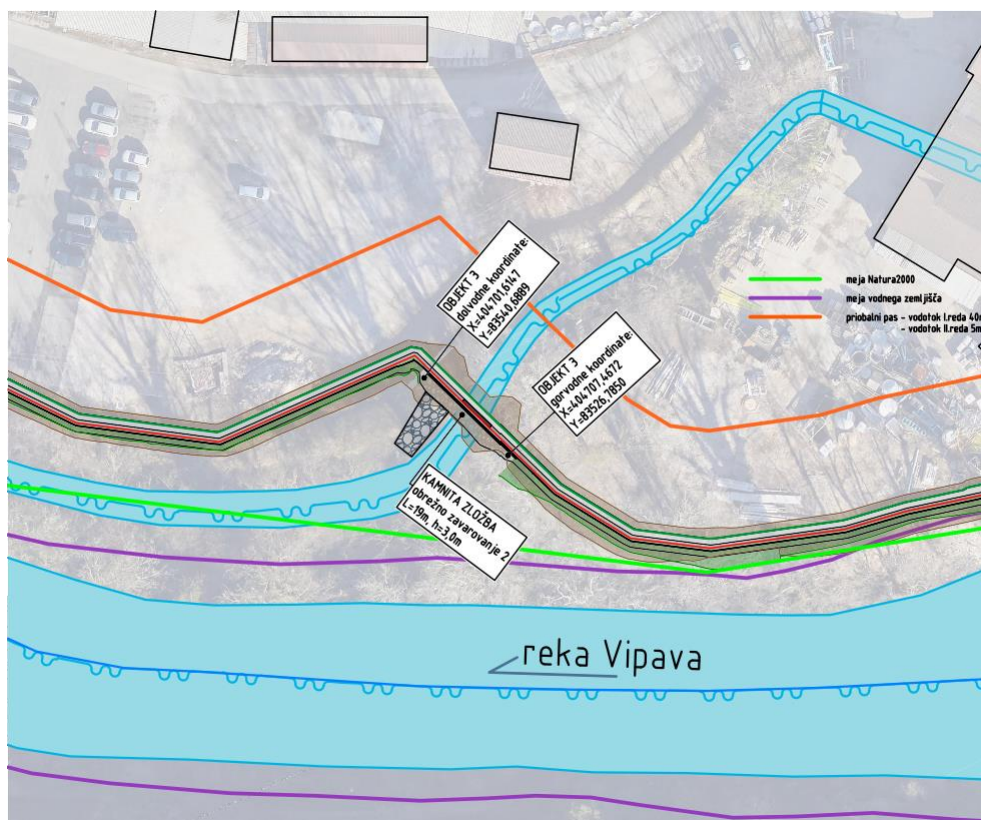 OBJEKT 3
dolvodne koordinate:
X=404701,6147
Y=83540,6889
OBJEKT 3
gorvodne koordinate:
X=404707,4672
Y=83526,7850
KAMNITA ZLOŽBA
obrežno zavarovanje 2
L=19m, h=3,0m
meja Natura2000
meja vodnega zemljišča
priobalni pas - vodotok I.reda 40m
- vodotok II.reda 5m
reka Vipava